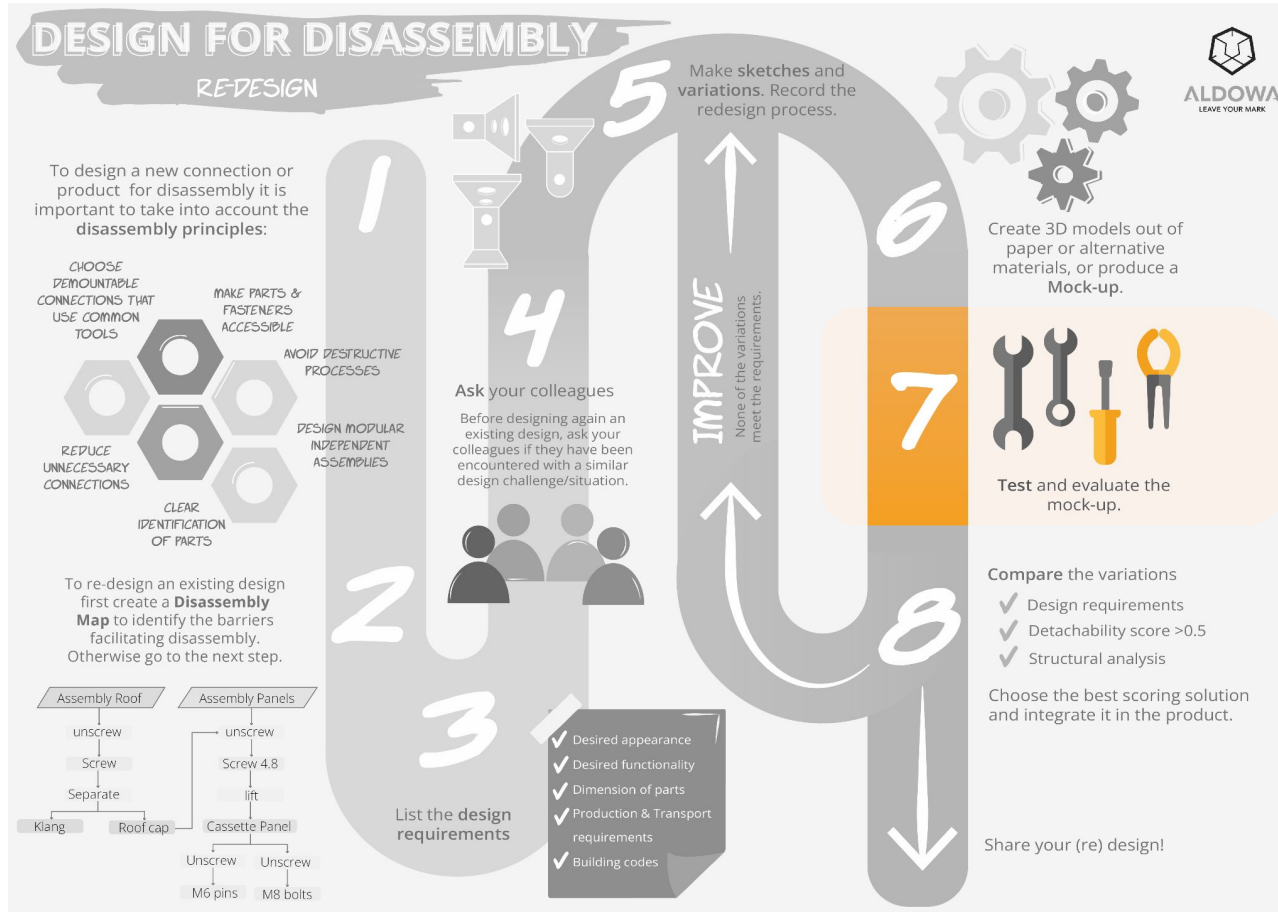 DESIGN FOR DISASSEMBLY
RE-DESIGN
ALDOWA
LEAVE YOUR MARK
1
To design a new connection or
product for disassembly it is
important to take into account the
disassembly principles:
CHOOSE
DEMOUNTABLE
CONNECTIONS THAT
USE COMMON
TOOLS
MAKE PARTS &
FASTENERS
ACCESSIBLE
AVOID DESTRUCTIVE
PROCESSES
DESIGN MODULAR
INDEPENDENT
ASSEMBLIES
REDUCE
UNNECESSARY
CONNECTIONS
CLEAR
IDENTIFICATION
OF PARTS
2
To re-design an existing design
first create a Disassembly
Map to identify the barriers
facilitating disassembly.
Otherwise go to the next step.
Assembly Roof
unscrew
Screw
Separate
Klang
Roof cap
Assembly Panels
unscrew
Screw 4.8
lift
Cassette Panel
Unscrew
Unscrew
M6 pins
M8 bolts
3
List the design
requirements
Desired appearance
Desired functionality
Dimension of parts
Production & Transport
requirements
Building codes
4
Ask your colleagues
Before designing again an
existing design, ask your
colleagues if they have been
encountered with a similar
design challenge/situation.
5
Make sketches and
variations. Record the
redesign process.
6
Create 3D models out of
paper or alternative
materials, or produce a
Mock-up.
7
Test and evaluate the
mock-up.
8
Compare the variations
Design requirements
Detachability score >0.5
Structural analysis
Choose the best scoring solution
and integrate it in the product.
IMPROVE
None of the variations
meet the requirements.
Share your (re) design!